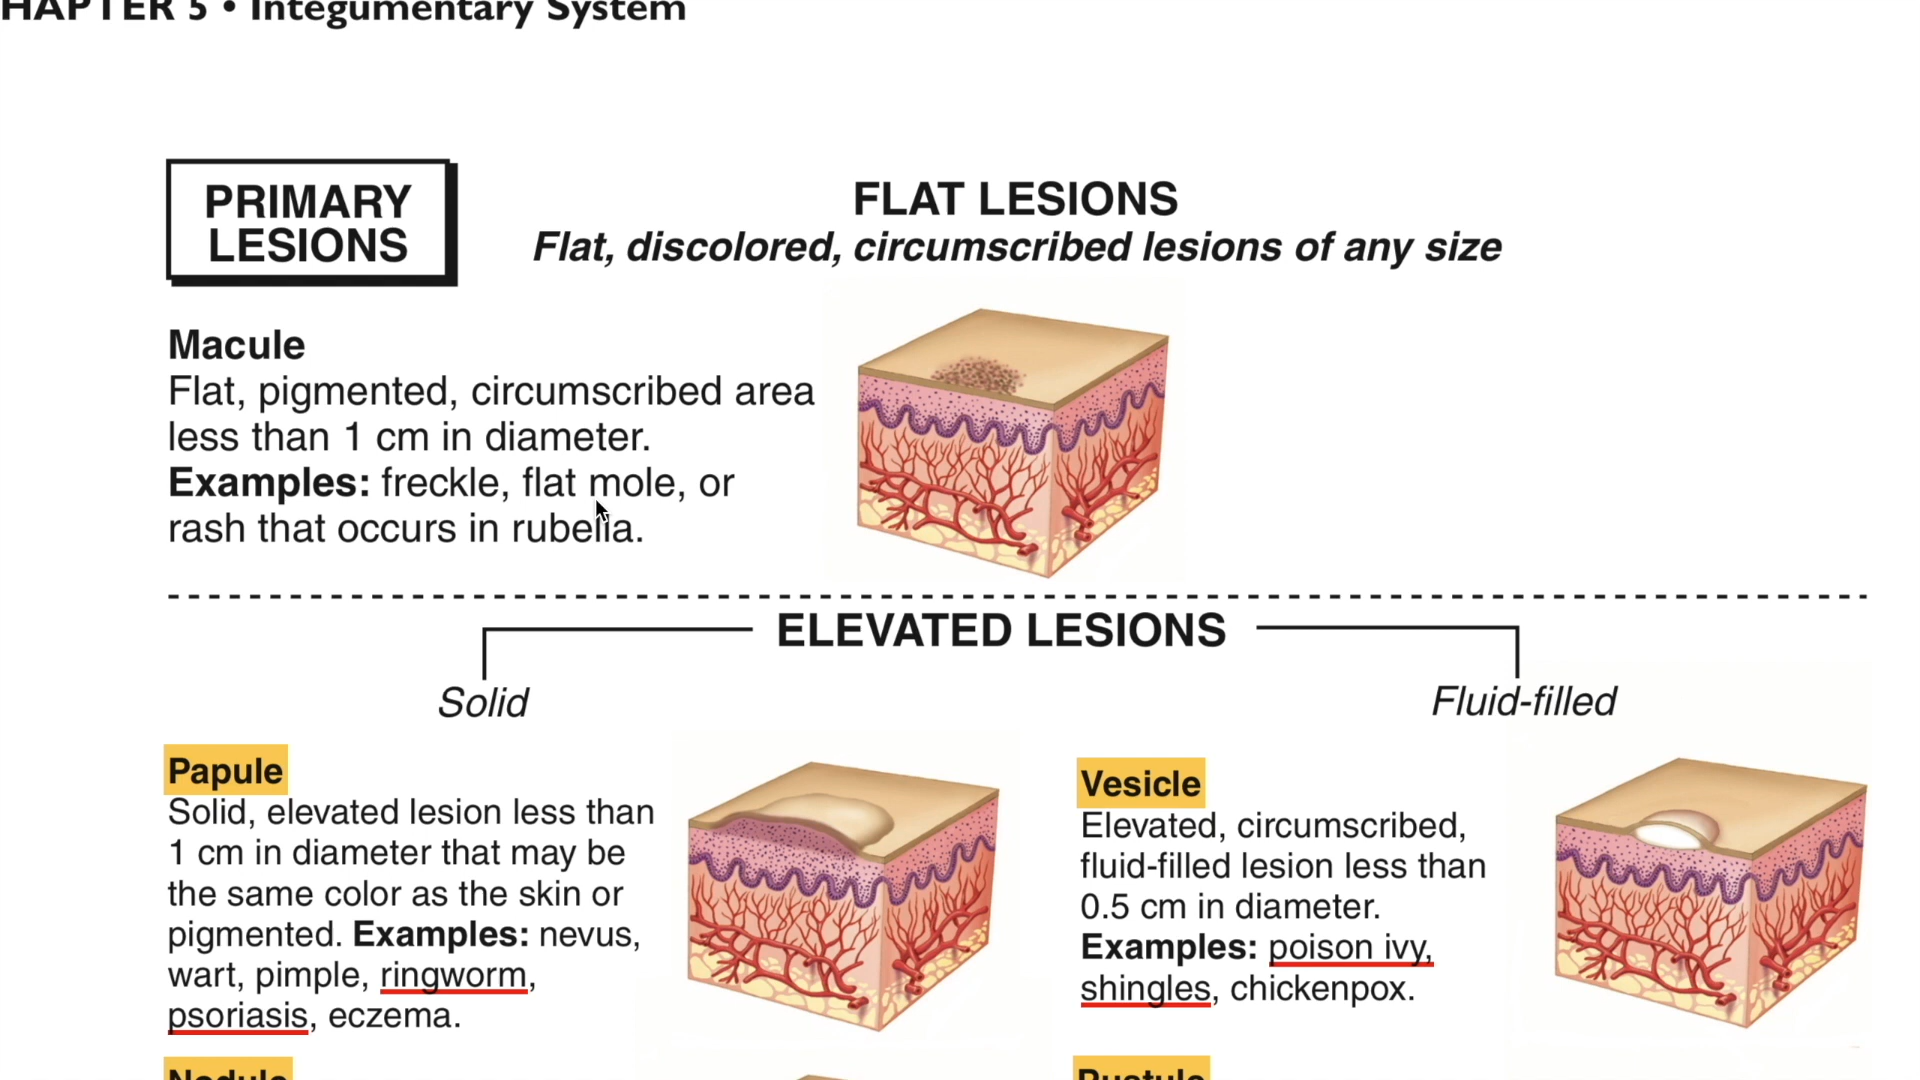 HAPTER 5 • Integumentary System
PRIMARY
LESIONS
FLAT LESIONS
Flat, discolored, circumscribed lesions of any size
Macule
Flat, pigmented, circumscribed area
less than 1 cm in diameter.
Examples: freckle, flat mole, or
rash that occurs in rubella.
ELEVATED LESIONS
Solid
Fluid-filled
Papule
Solid, elevated lesion less than
1 cm in diameter that may be
the same color as the skin or
pigmented. Examples: nevus,
wart, pimple, ringworm,
psoriasis, eczema.
Vesicle
Elevated, circumscribed,
fluid-filled lesion less than
0.5 cm in diameter.
Examples: poison ivy,
shingles, chickenpox.
Nodule
Pustule